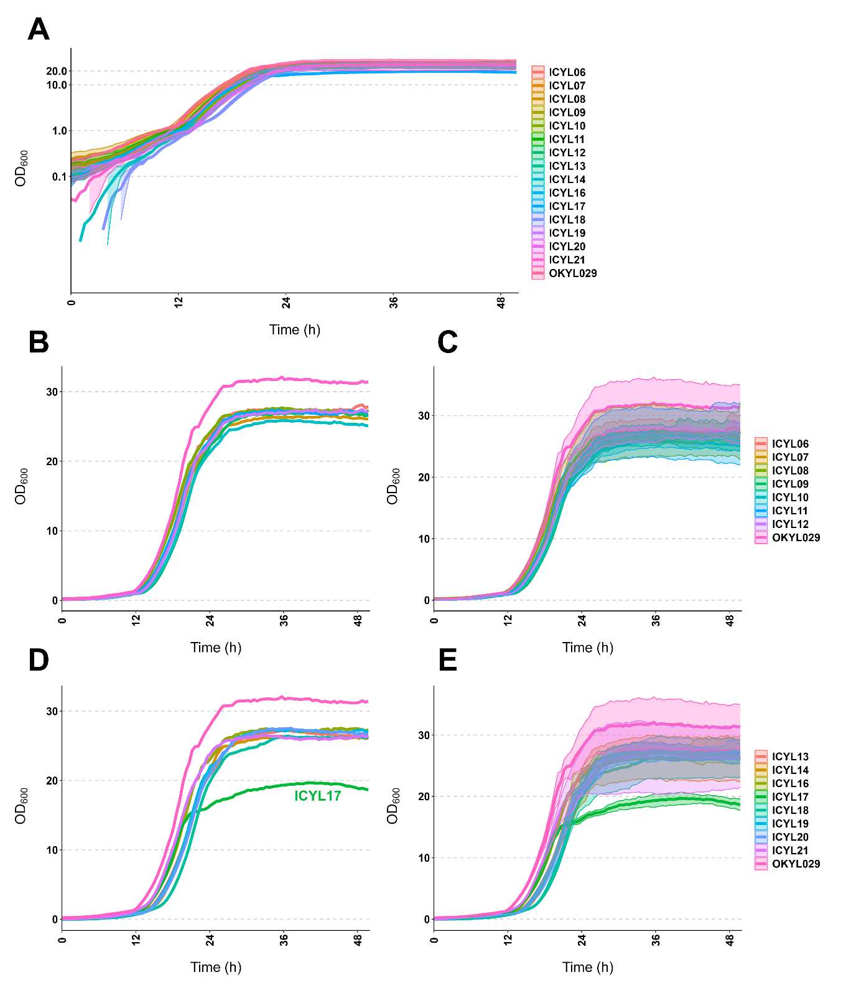 A
OD600
20.0
10.0
1.0
0.1
0
12
24
36
48
Time (h)
ICYL06
ICYL07
ICYL08
ICYL09
ICYL10
ICYL11
ICYL12
ICYL13
ICYL14
ICYL16
ICYL17
ICYL18
ICYL19
ICYL20
ICYL21
OKYL029
B
OD600
30
20
10
0
0
12
24
36
48
Time (h)
C
OD600
30
20
10
0
0
12
24
36
48
Time (h)
ICYL06
ICYL07
ICYL08
ICYL09
ICYL10
ICYL11
ICYL12
OKYL029
D
OD600
30
20
10
0
ICYL17
0
12
24
36
48
Time (h)
E
OD600
30
20
10
0
0
12
24
36
48
Time (h)
ICYL13
ICYL14
ICYL16
ICYL17
ICYL18
ICYL19
ICYL20
ICYL21
OKYL029